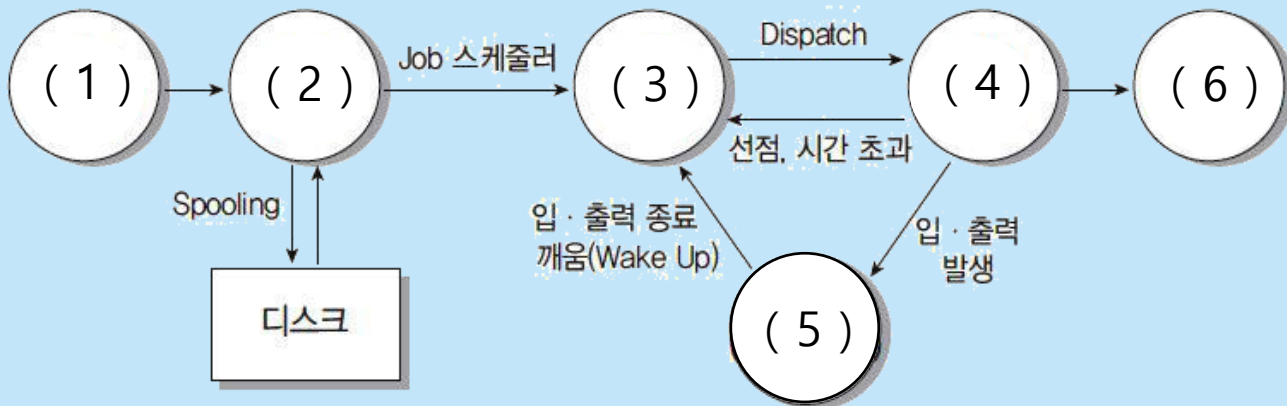 ( 1 )
( 2 )
Job 스케줄러
( 3 )
Dispatch
( 4 )
( 6 )
선점, 시간 초과
Spooling
입 · 출력 종료
깨움(Wake Up)
입 · 출력
발생
디스크
( 5 )